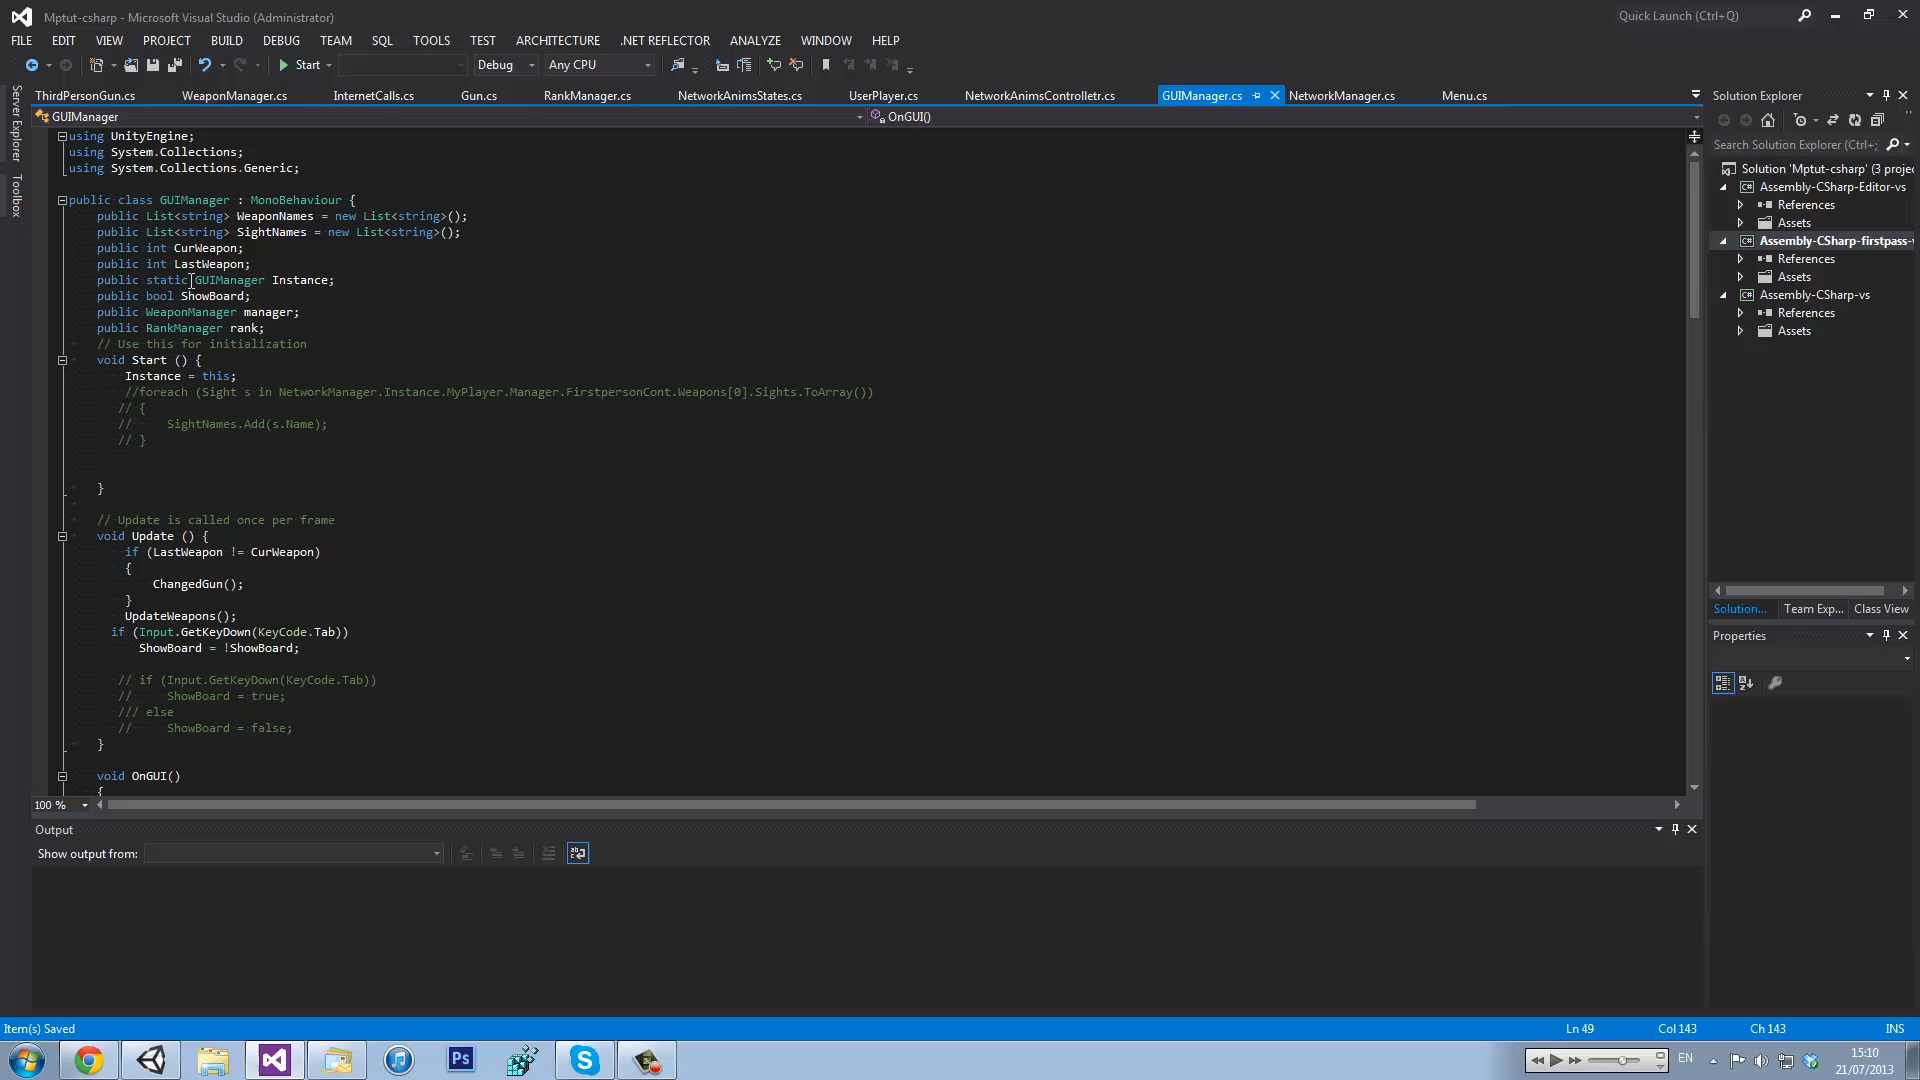 Mptut-csharp - Microsoft Visual Studio (Administrator)
Quick Launch (Ctrl+Q)
FILE EDIT VIEW PROJECT BUILD DEBUG TEAM SQL TOOLS TEST ARCHITECTURE .NET REFLECTOR ANALYZE WINDOW HELP
Start Debug Any CPU
Server Explorer
Toolbox
ThirdPersonGun.cs WeaponManager.cs InternetCalls.cs Gun.cs RankManager.cs NetworkAnimsStates.cs UserPlayer.cs NetworkAnimsControlletr.cs GUIManager.cs NetworkManager.cs Menu.cs
GUIManager OnGUI()
using UnityEngine;
using System.Collections;
using System.Collections.Generic;
public class GUIManager : MonoBehaviour {
public List<string> WeaponNames = new List<string>();
public List<string> SightNames = new List<string>();
public int CurWeapon;
public int LastWeapon;
public static GUIManager Instance;
public bool ShowBoard;
public WeaponManager manager;
public RankManager rank;
// Use this for initialization
void Start () {
Instance = this;
//foreach (Sight s in NetworkManager.Instance.MyPlayer.Manager.FirstpersonCont.Weapons[0].Sights.ToArray())
// {
//     SightNames.Add(s.Name);
// }
}
// Update is called once per frame
void Update () {
if (LastWeapon != CurWeapon)
{
ChangedGun();
}
UpdateWeapons();
if (Input.GetKeyDown(KeyCode.Tab))
ShowBoard = !ShowBoard;
// if (Input.GetKeyDown(KeyCode.Tab))
//     ShowBoard = true;
/// else
//     ShowBoard = false;
}
void OnGUI()
{
100 %
Output
Show output from:
Solution Explorer
Search Solution Explorer (Ctrl+;
Solution 'Mptut-csharp' (3 projec
Assembly-CSharp-Editor-vs
References
Assets
Assembly-CSharp-firstpass-
References
Assets
Assembly-CSharp-vs
References
Assets
Solution... Team Exp... Class View
Properties
Item(s) Saved Ln 49 Col 143 Ch 143 INS
Ps
EN
15:10
21/07/2013